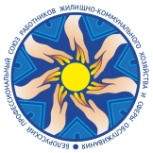 БЕЛОРУССКИЙ ПРОФЕССИОНАЛЬНЫЙ СОЮЗ РАБОТНИКОВ ЖИЛИЩНО-КОММУНАЛЬНОГО ХОЗЯЙСТВА И СФЕРЫ ОБСЛУЖИВАНИЯ